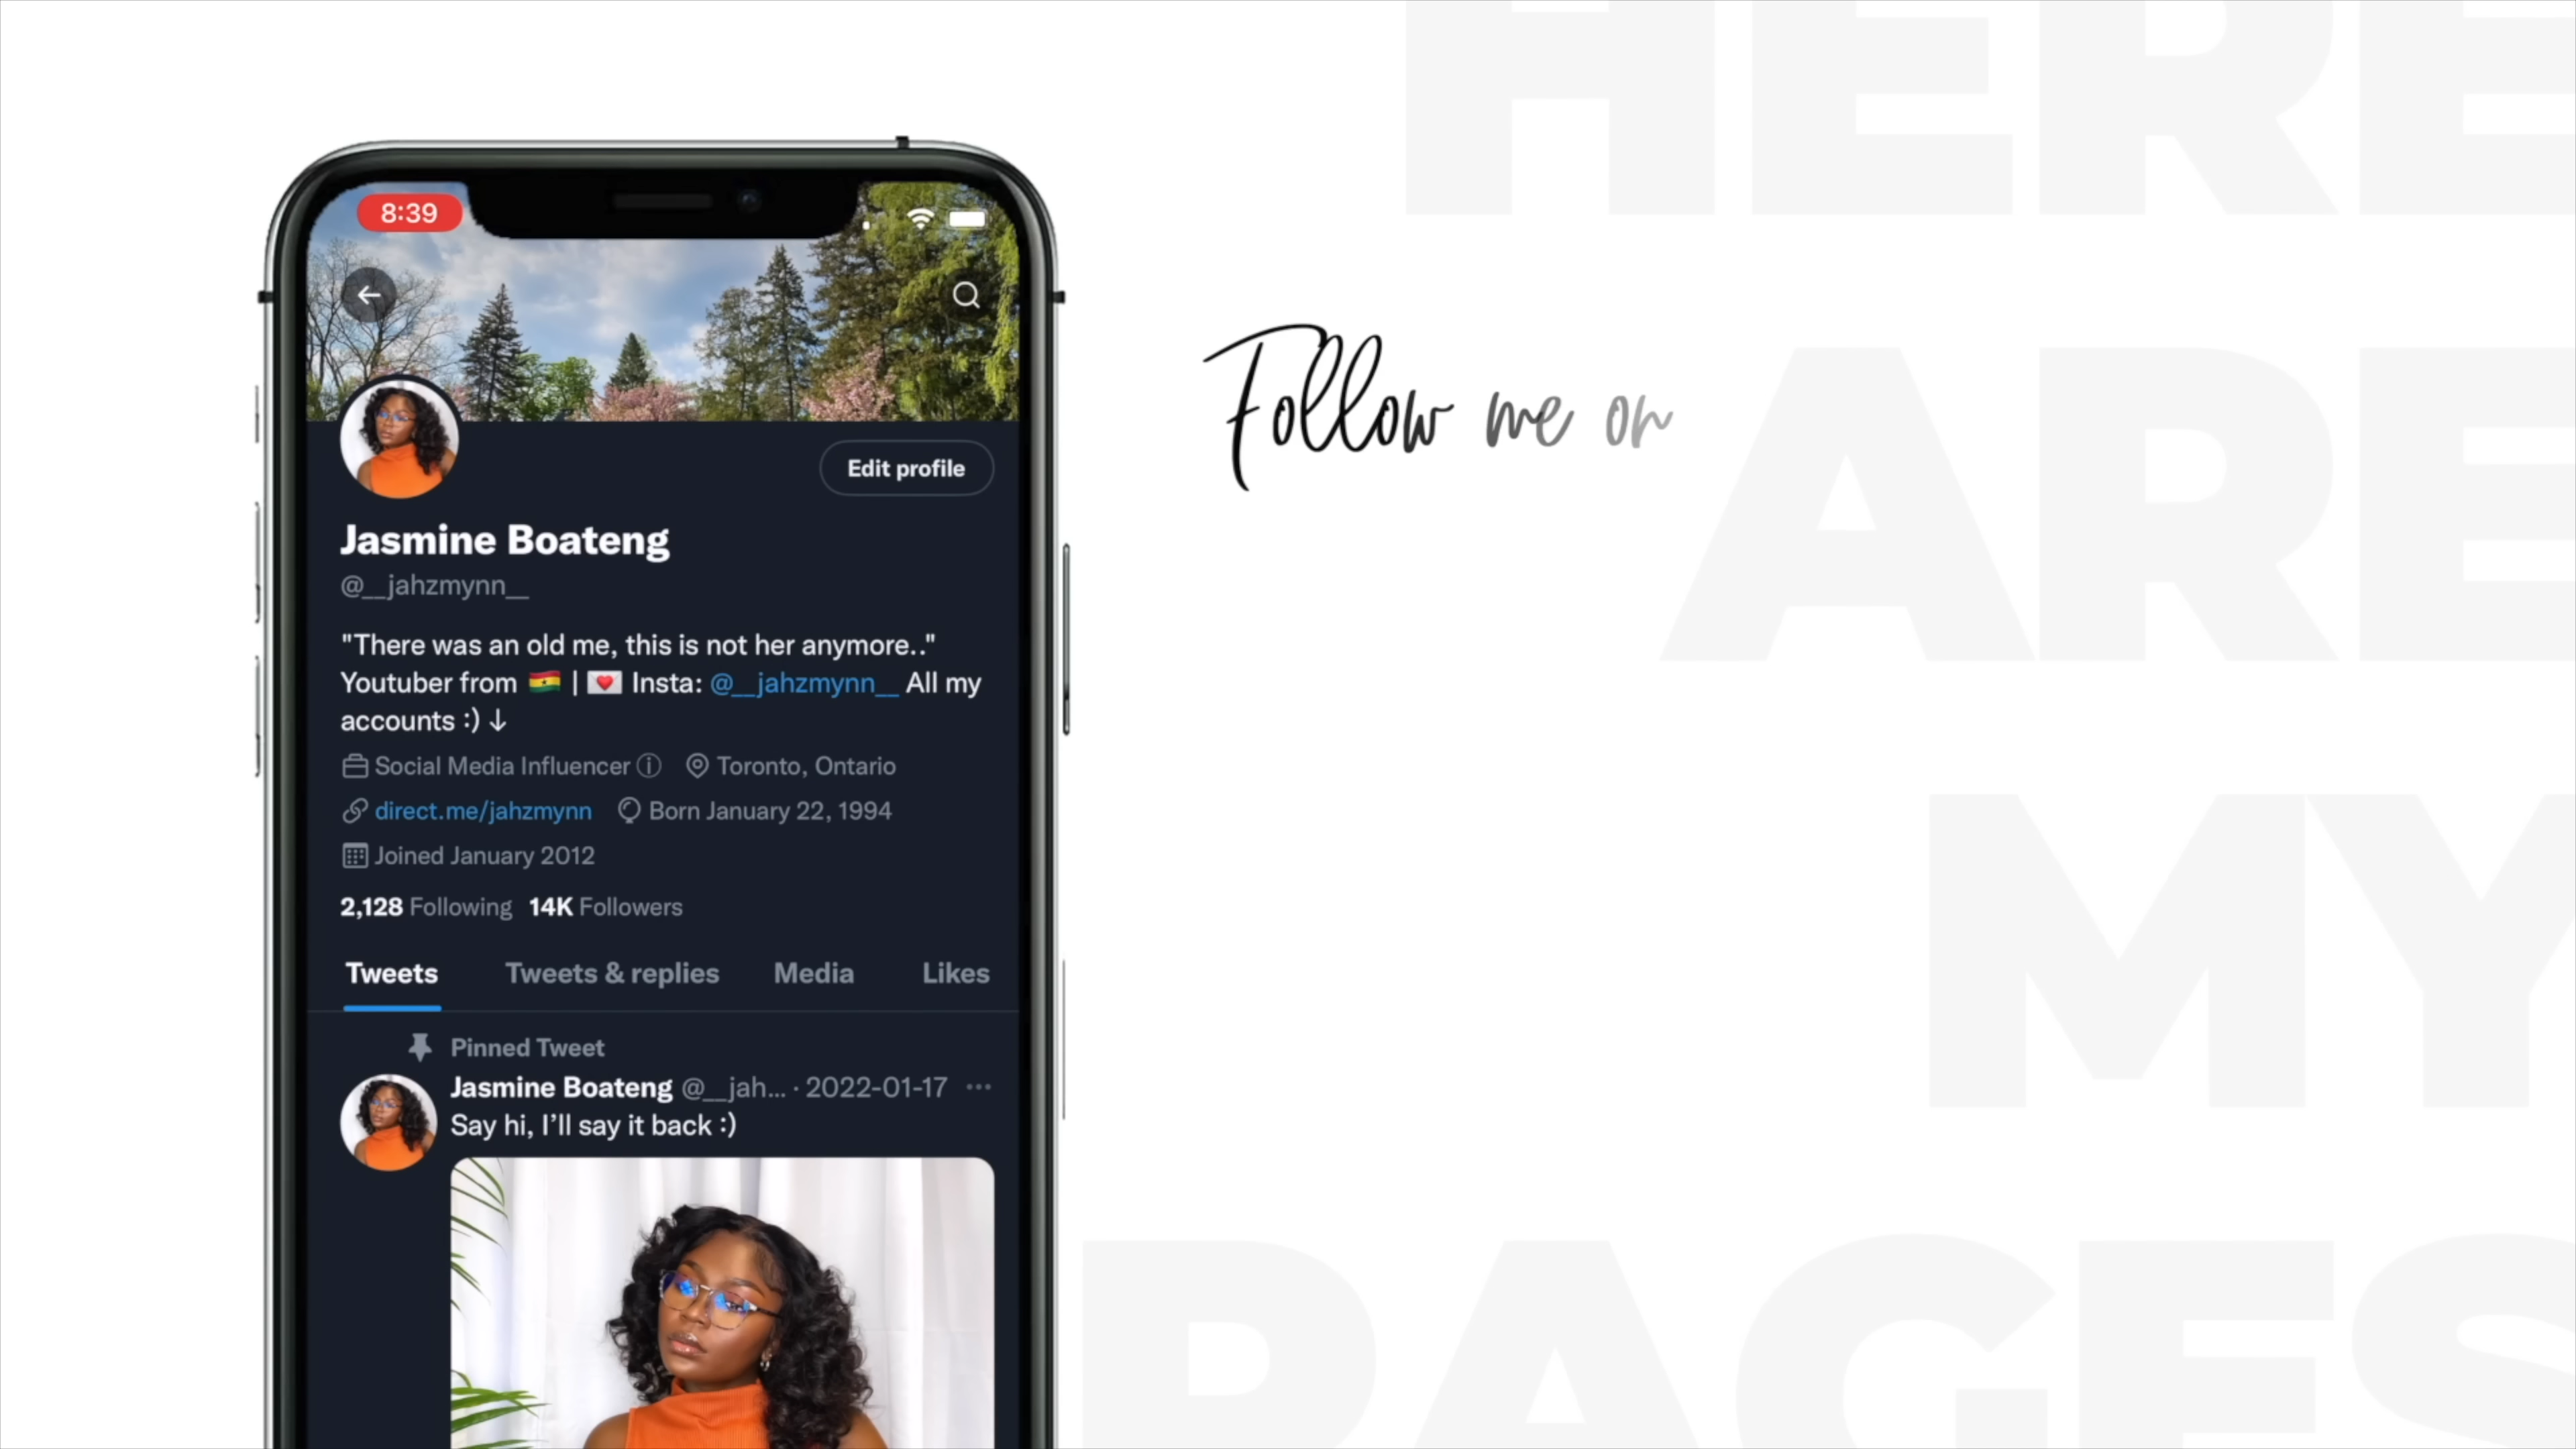 8:39
Edit profile
Jasmine Boateng
@__jahzmynn__
"There was an old me, this is not her anymore.."
Youtuber from 🇬🇭 | 💌 Insta: @__jahzmynn__ All my
accounts :) ↓
Social Media Influencer ⓘ Toronto, Ontario
direct.me/jahzmynn Born January 22, 1994
Joined January 2012
2,128 Following 14K Followers
Tweets Tweets & replies Media Likes
Pinned Tweet
Jasmine Boateng @__jah... · 2022-01-17 ...
Say hi, I'll say it back :)
Follow me on
HERE
ARE
MY
PAGES